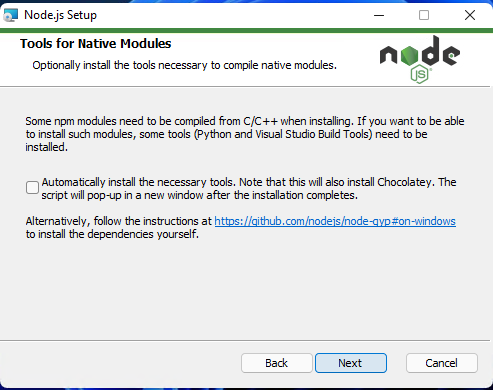 Node.js Setup
Tools for Native Modules
Optionally install the tools necessary to compile native modules.
node
JS
Some npm modules need to be compiled from C/C++ when installing. If you want to be able
to install such modules, some tools (Python and Visual Studio Build Tools) need to be
installed.
Automatically install the necessary tools. Note that this will also install Chocolatey. The
script will pop-up in a new window after the installation completes.
Alternatively, follow the instructions at https://github.com/nodejs/node-gyp#on-windows
to install the dependencies yourself.
Back
Next
Cancel